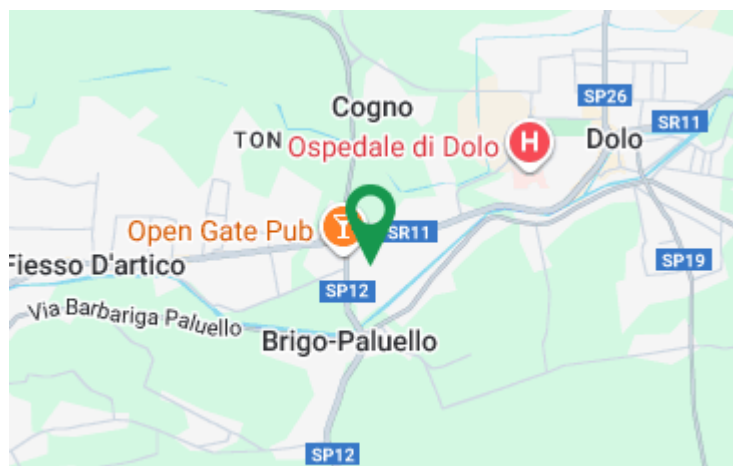 SP26
Cogno
SR11
TON
Ospedale di Dolo
H
Dolo
Open Gate Pub
SR11
Fiesso D'artico
SP19
SP12
Via Barbariga Paluello
Brigo-Paluello
SP12